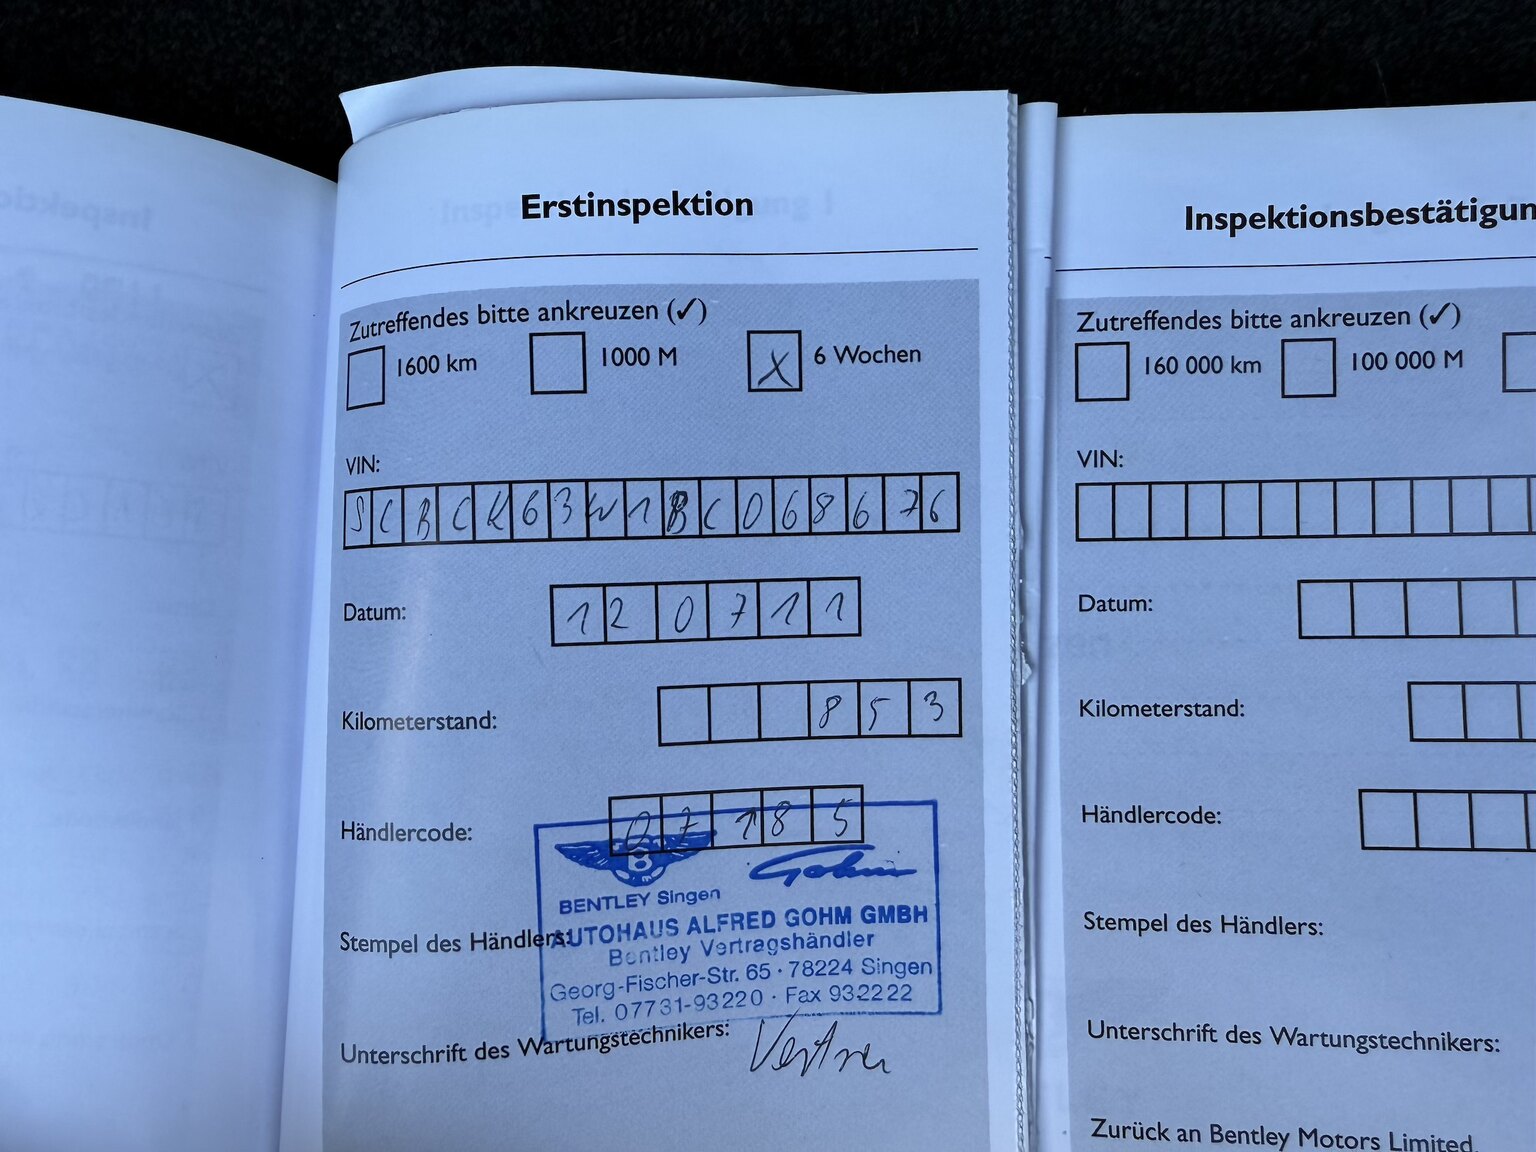 Erstinspektion
Zutreffendes bitte ankreuzen (✓)
1600 km 1000 M X 6 Wochen
VIN:
SCBCK63W1BC068676
Datum:
120711
Kilometerstand:
853
Händlercode:
07185
BENTLEY Singen
Gohm
AUTOHAUS ALFRED GOHM GMBH
Bentley Vertragshändler
Georg-Fischer-Str. 65 · 78224 Singen
Tel. 07731-93220 · Fax 932222
Stempel des Händlers:
Unterschrift des Wartungstechnikers:
Inspektionsbestätigun
Zutreffendes bitte ankreuzen (✓)
160 000 km 100 000 M
VIN:
Datum:
Kilometerstand:
Händlercode:
Stempel des Händlers:
Unterschrift des Wartungstechnikers:
Zurück an Bentley Motors Limited.